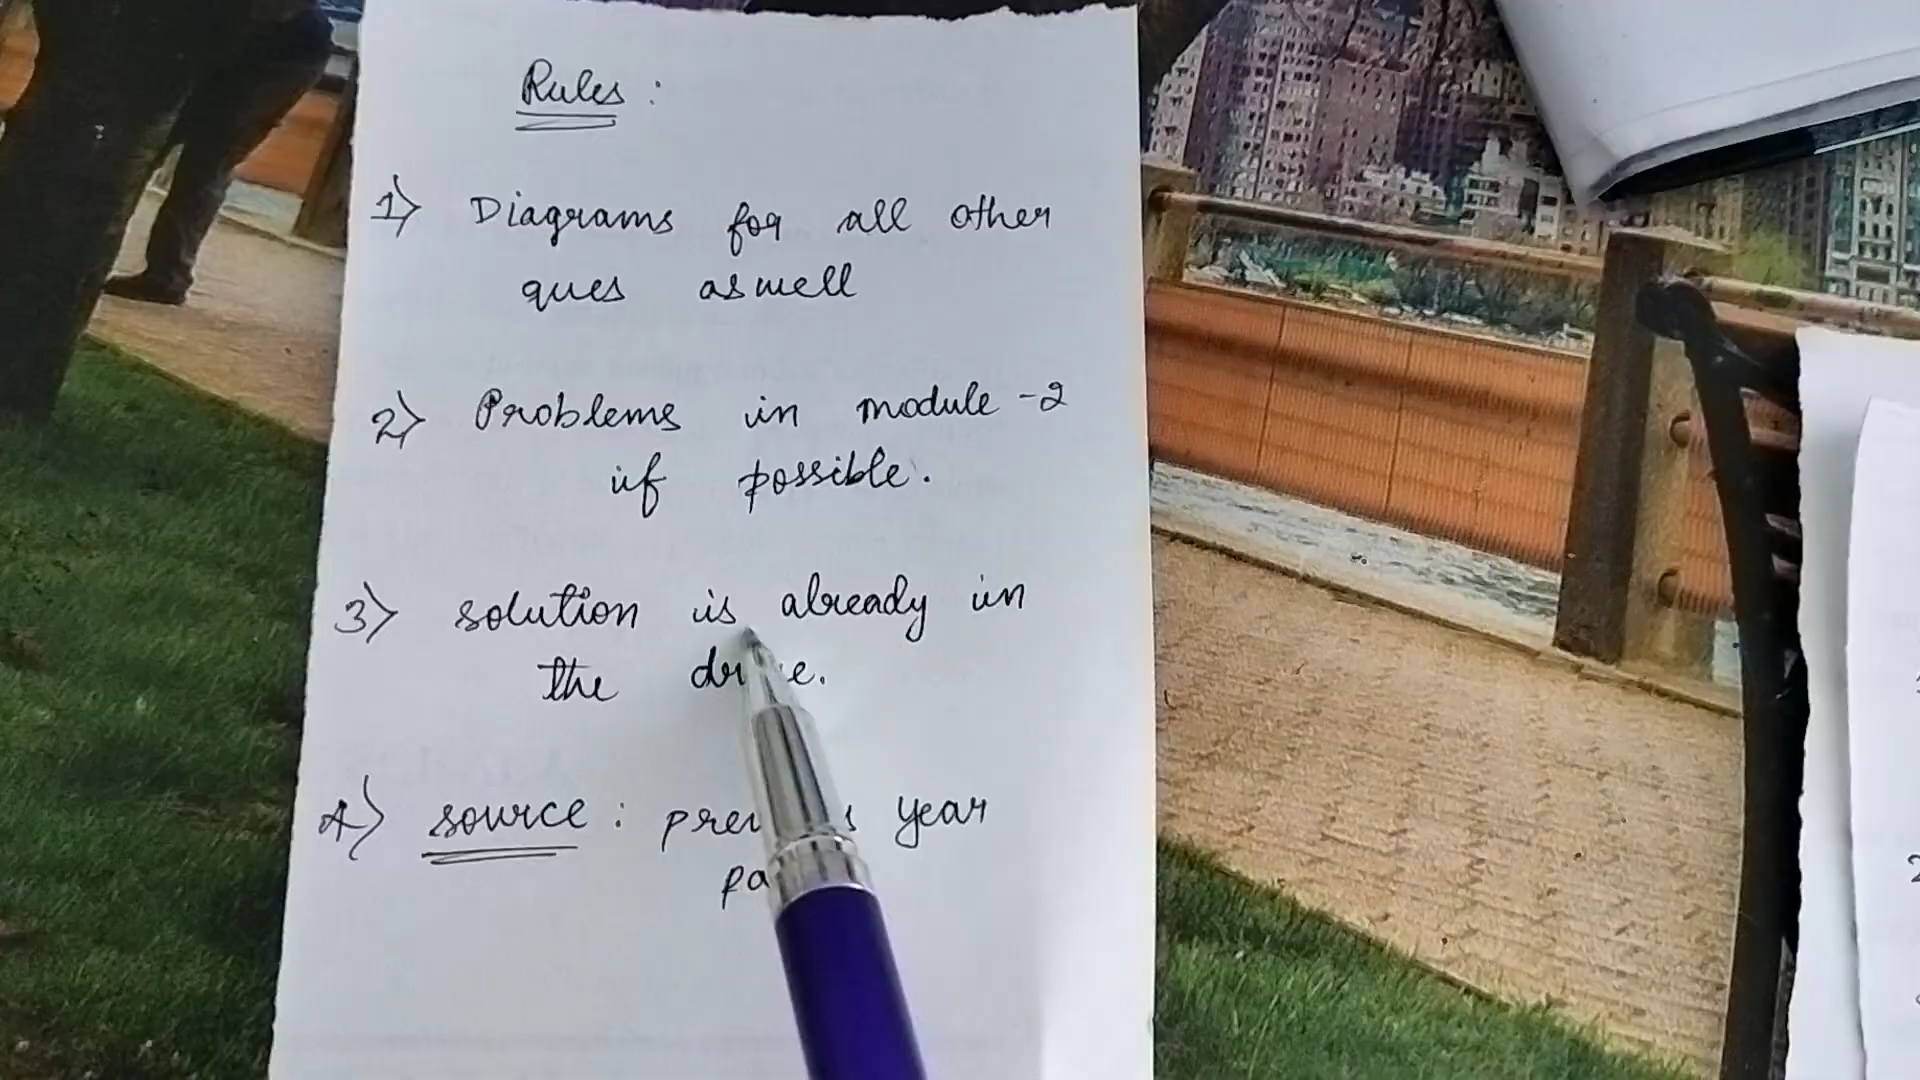 Rules :
1) Diagrams for all other
ques aswell
2) Problems in module -2
if possible.
3) solution is already in
the
4) source : year